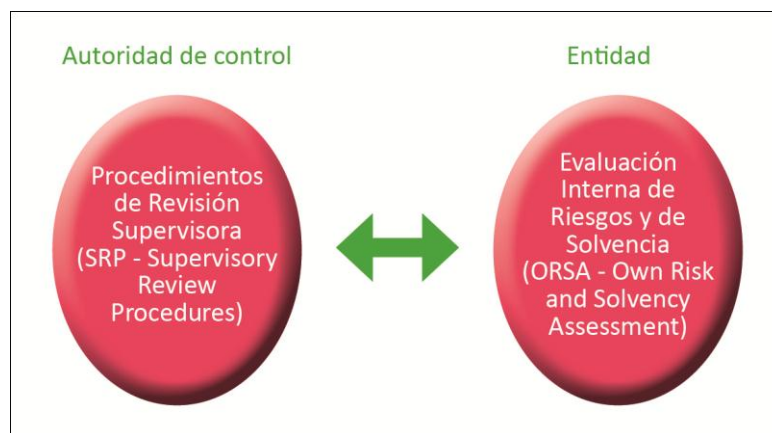 Autoridad de control
Entidad
Procedimientos
de Revisión
Supervisora
(SRP - Supervisory
Review
Procedures)
Evaluación
Interna de
Riesgos y de
Solvencia
(ORSA - Own Risk
and Solvency
Assessment)